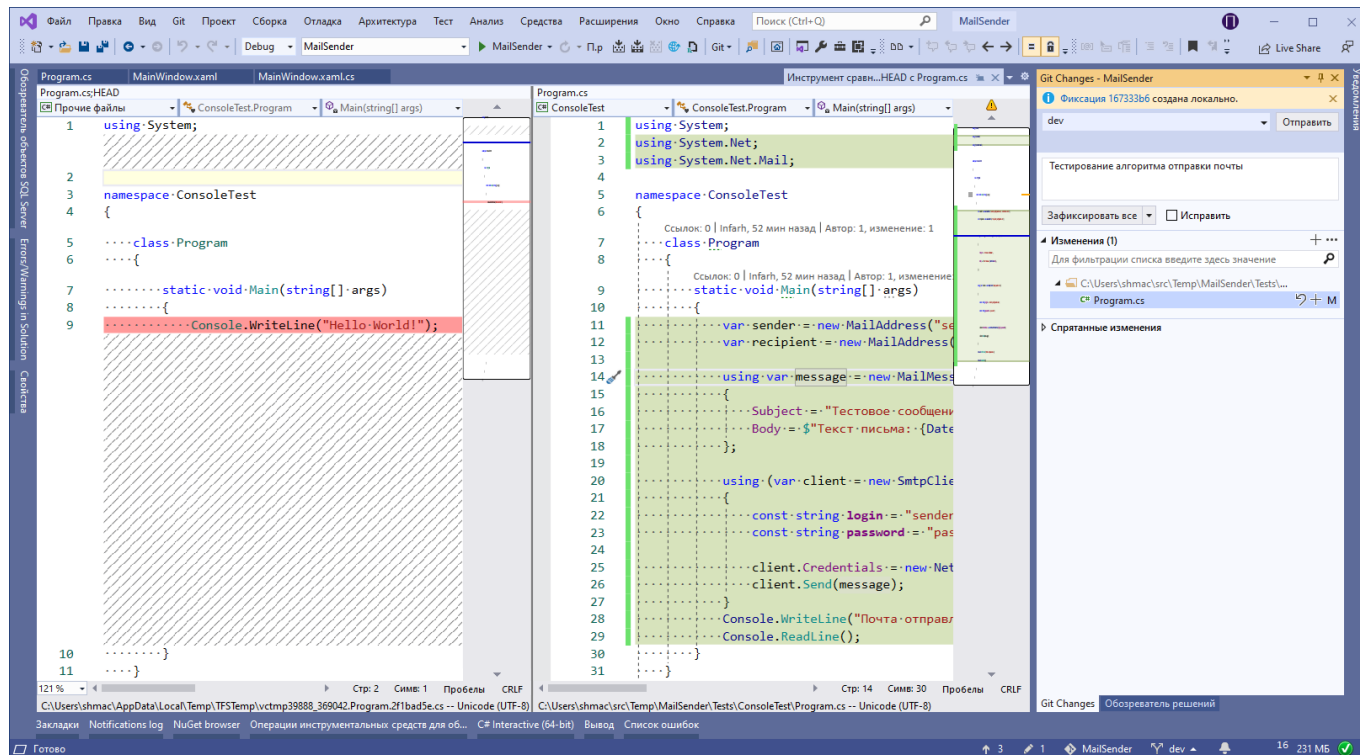 Файл Правка Вид Git Проект Сборка Отладка Архитектура Тест Анализ Средства Расширения Окно Справка Поиск (Ctrl+Q) MailSender
Debug MailSender MailSender П.р Git Live Share
Program.cs MainWindow.xaml MainWindow.xaml.cs Инструмент сравн...HEAD с Program.cs
Обозреватель объектов SQL Server
Errors/Warnings in Solution
Свойства
Program.cs;HEAD
Прочие файлы ConsoleTest.Program Main(string[] args)
1 using·System;
2
3 namespace·ConsoleTest
4 {
5 ····class·Program
6 ····{
7 ········static·void·Main(string[]·args)
8 ········{
9 ············Console.WriteLine("Hello·World!");
10 ········}
11 ····}
121 % Стр: 2 Симв: 1 Пробелы CRLF
C:\Users\shmac\AppData\Local\Temp\TFSTemp\vctmp39888_369042.Program.2f1bad5e.cs -- Unicode (UTF-8)
Program.cs
ConsoleTest ConsoleTest.Program Main(string[] args)
1 using·System;
2 using·System.Net;
3 using·System.Net.Mail;
4
5 namespace·ConsoleTest
6 {
Ссылок: 0 | Infarh, 52 мин назад | Автор: 1, изменение: 1
7 ····class·Program
8 ····{
Ссылок: 0 | Infarh, 52 мин назад | Автор: 1, изменение
9 ········static·void·Main(string[]·args)
10 ········{
11 ············var·sender·=·new·MailAddress("se
12 ············var·recipient·=·new·MailAddress(
13
14 ············using·var·message·=·new·MailMess
15 ············{
16 ················Subject·=·"Тестовое·сообщени
17 ················Body·=·$"Текст·письма:·{Date
18 ············};
19
20 ············using·(var·client·=·new·SmtpClie
21 ············{
22 ················const·string·login·=·"sender
23 ················const·string·password·=·"pas
24
25 ················client.Credentials·=·new·Net
26 ················client.Send(message);
27 ············}
28 ············Console.WriteLine("Почта·отправл
29 ············Console.ReadLine();
30 ········}
31 ····}
Стр: 14 Симв: 30 Пробелы CRLF
C:\Users\shmac\src\Temp\MailSender\Tests\ConsoleTest\Program.cs -- Unicode (UTF-8)
Git Changes - MailSender
Фиксация 167333b6 создана локально.
dev Отправить
Тестирование алгоритма отправки почты
Зафиксировать все Исправить
Изменения (1)
Для фильтрации списка введите здесь значение
C:\Users\shmac\src\Temp\MailSender\Tests\...
C# Program.cs M
Спрятанные изменения
Git Changes Обозреватель решений
Уведомления
Закладки Notifications log NuGet browser Операции инструментальных средств для об... C# Interactive (64-bit) Вывод Список ошибок
Готово 3 1 MailSender dev 16 231 МБ